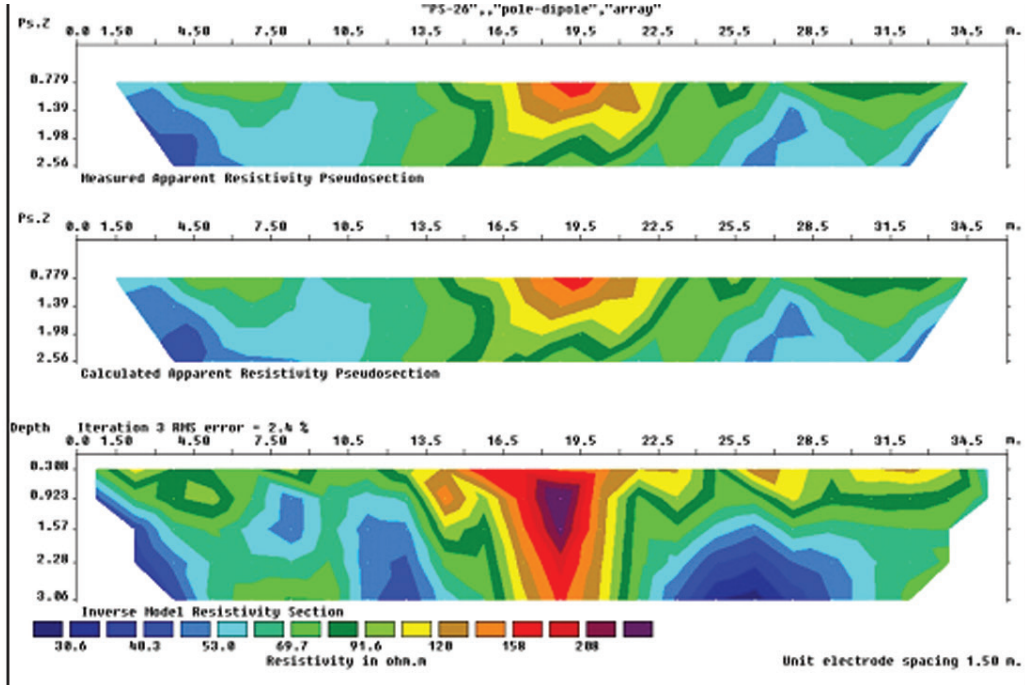 "PS-26",,"pole-dipole","array"
Ps.Z
0.0 1.50 4.50 7.50 10.5 13.5 16.5 19.5 22.5 25.5 28.5 31.5 34.5 m.
0.779
1.39
1.98
2.56
Measured Apparent Resistivity Pseudosection
Ps.Z
0.0 1.50 4.50 7.50 10.5 13.5 16.5 19.5 22.5 25.5 28.5 31.5 34.5 m.
0.779
1.39
1.98
2.56
Calculated Apparent Resistivity Pseudosection
Depth Iteration 3 RMS error = 2.4 %
0.0 1.50 4.50 7.50 10.5 13.5 16.5 19.5 22.5 25.5 28.5 31.5 34.5 m.
0.308
0.923
1.57
2.28
3.06
Inverse Model Resistivity Section
30.6 40.3 53.0 69.7 91.6 120 158 208
Resistivity in ohm.m
Unit electrode spacing 1.50 m.